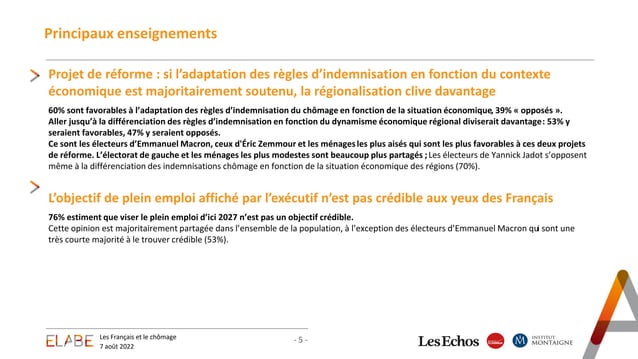 Principaux enseignements
Projet de réforme : si l’adaptation des règles d’indemnisation en fonction du contexte
économique est majoritairement soutenu, la régionalisation clive davantage
60% sont favorables à l’adaptation des règles d’indemnisation du chômage en fonction de la situation économique, 39% « opposés ».
Aller jusqu’à la différenciation des règles d’indemnisation en fonction du dynamisme économique régional diviserait davantage : 53% y
seraient favorables, 47% y seraient opposés.
Ce sont les électeurs d’Emmanuel Macron, ceux d'Éric Zemmour et les ménages les plus aisés qui sont les plus favorables à ces deux projets
de réforme. L’électorat de gauche et les ménages les plus modestes sont beaucoup plus partagés ; Les électeurs de Yannick Jadot s’opposent
même à la différenciation des indemnisations chômage en fonction de la situation économique des régions (70%).
L’objectif de plein emploi affiché par l’exécutif n’est pas crédible aux yeux des Français
76% estiment que viser le plein emploi d’ici 2027 n’est pas un objectif crédible.
Cette opinion est majoritairement partagée dans l’ensemble de la population, à l’exception des électeurs d’Emmanuel Macron qui sont une
très courte majorité à le trouver crédible (53%).
ELABE
Les Français et le chômage
7 août 2022
- 5 -
Les Echos
INSTITUT
MONTAIGNE